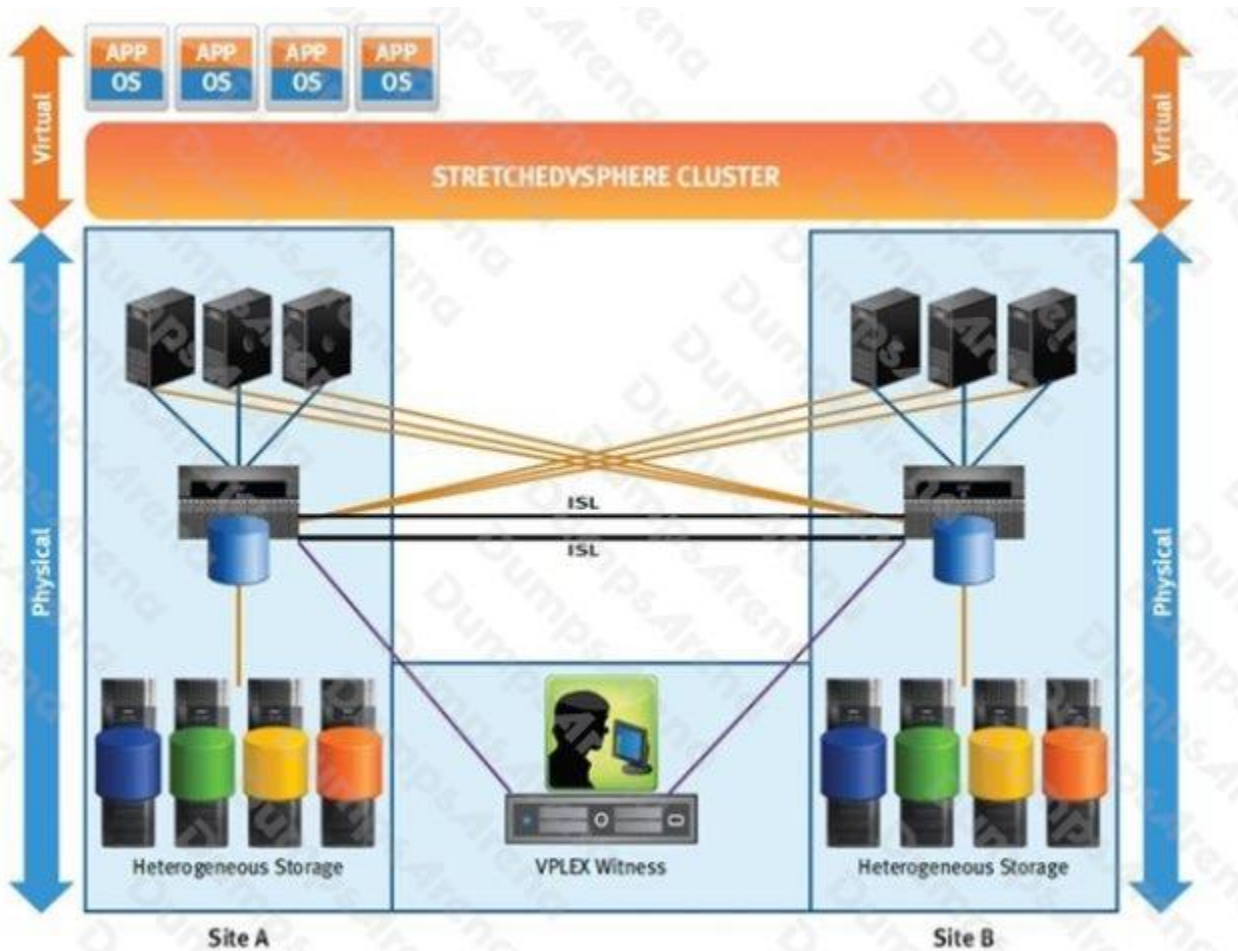 APP APP APP APP
OS OS OS OS
Virtual
Virtual
STRETCHEDVSPHERE CLUSTER
ISL
ISL
Physical
Physical
Heterogeneous Storage
VPLEX Witness
Heterogeneous Storage
Site A
Site B
DumpsArena